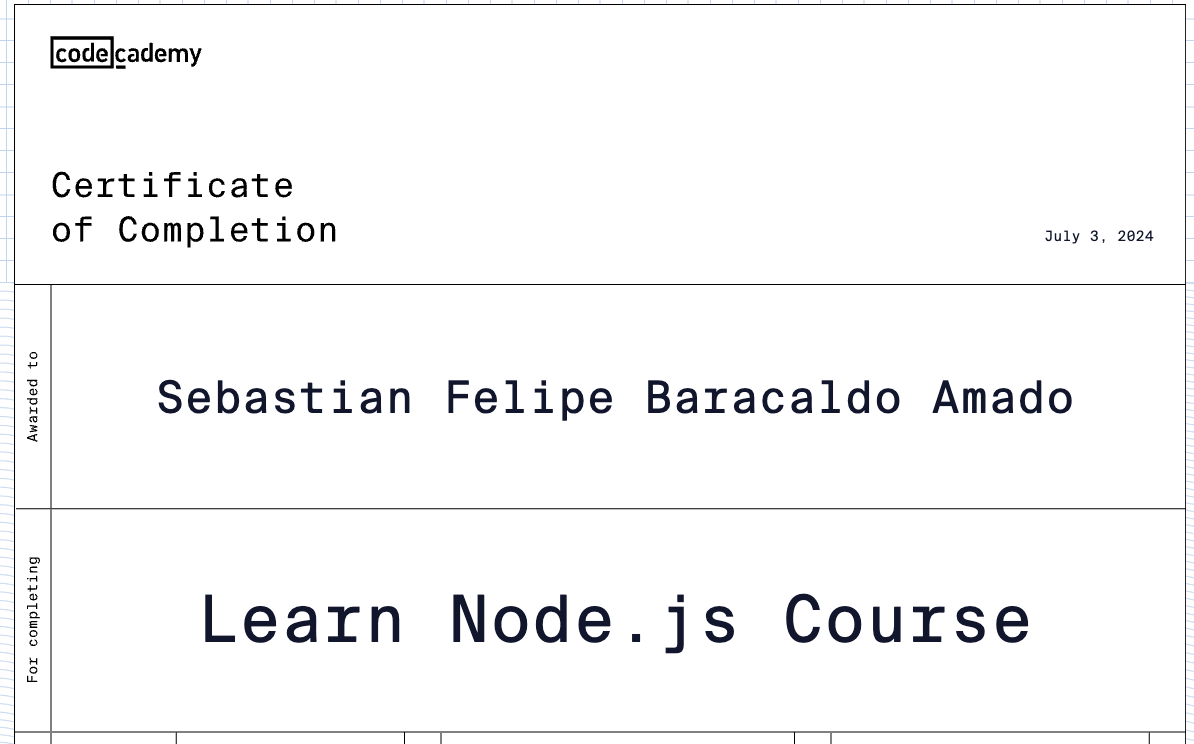 codecademy
Certificate
of Completion
July 3, 2024
Awarded to
Sebastian Felipe Baracaldo Amado
For completing
Learn Node.js Course